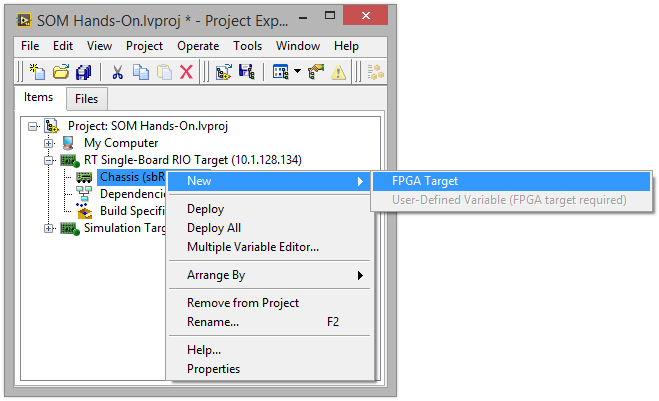 SOM Hands-On.lvproj * - Project Exp...
File Edit View Project Operate Tools Window Help
Items Files
Project: SOM Hands-On.lvproj
My Computer
RT Single-Board RIO Target (10.1.128.134)
Chassis (sbR
Dependencie
Build Specifi
Simulation Targ
New
Deploy
Deploy All
Multiple Variable Editor...
Arrange By
Remove from Project
Rename... F2
Help...
Properties
FPGA Target
User-Defined Variable (FPGA target required)